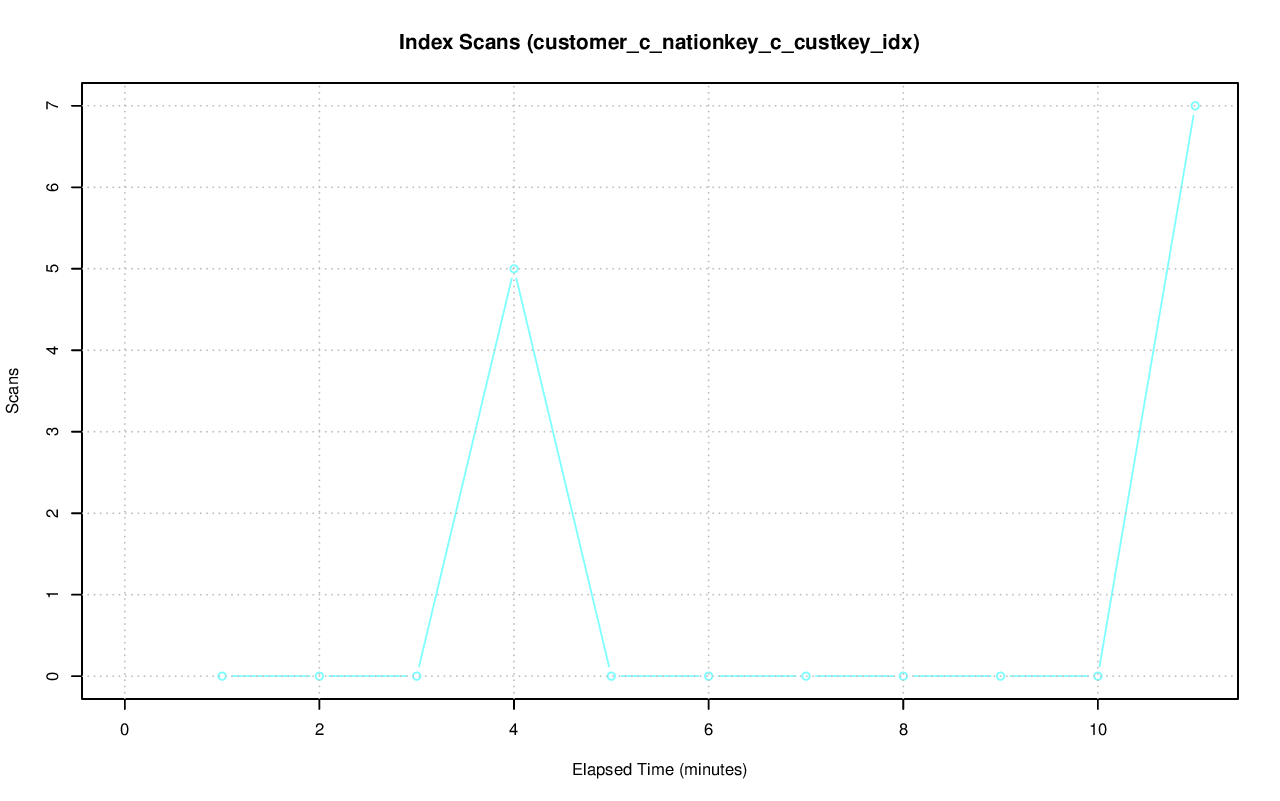 Index Scans (customer_c_nationkey_c_custkey_idx)
7
6
5
4
3
2
1
0
Scans
0 2 4 6 8 10
Elapsed Time (minutes)